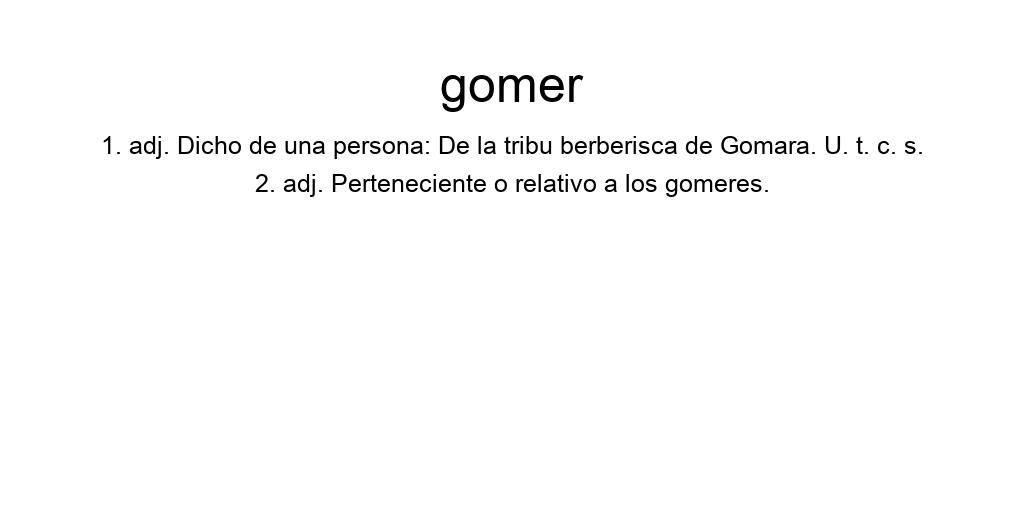 gomer
1. adj. Dicho de una persona: De la tribu berberisca de Gomara. U. t. c. s.
2. adj. Perteneciente o relativo a los gomeres.